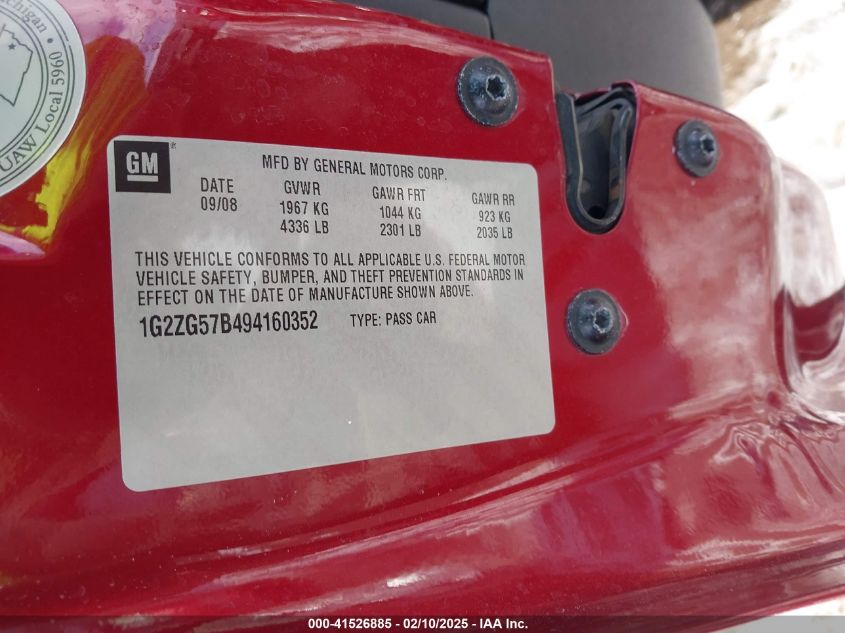 Michigan
UAW Local 5960
GM
MFD BY GENERAL MOTORS CORP.
DATE GVWR GAWR FRT GAWR RR
09/08 1967 KG 1044 KG 923 KG
4336 LB 2301 LB 2035 LB
THIS VEHICLE CONFORMS TO ALL APPLICABLE U.S. FEDERAL MOTOR
VEHICLE SAFETY, BUMPER, AND THEFT PREVENTION STANDARDS IN
EFFECT ON THE DATE OF MANUFACTURE SHOWN ABOVE.
1G2ZG57B494160352 TYPE: PASS CAR
000-41526885 - 02/10/2025 - IAA Inc.